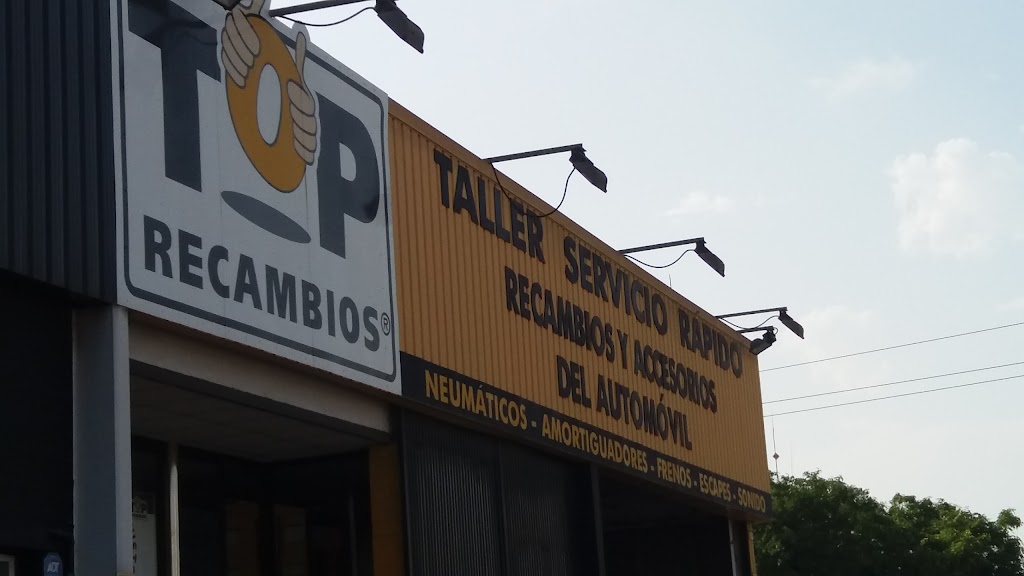 TOP
RECAMBIOS®
TALLER SERVICIO RÁPIDO
RECAMBIOS Y ACCESORIOS
DEL AUTOMÓVIL
NEUMÁTICOS - AMORTIGUADORES - FRENOS - ESCAPES - SONIDO